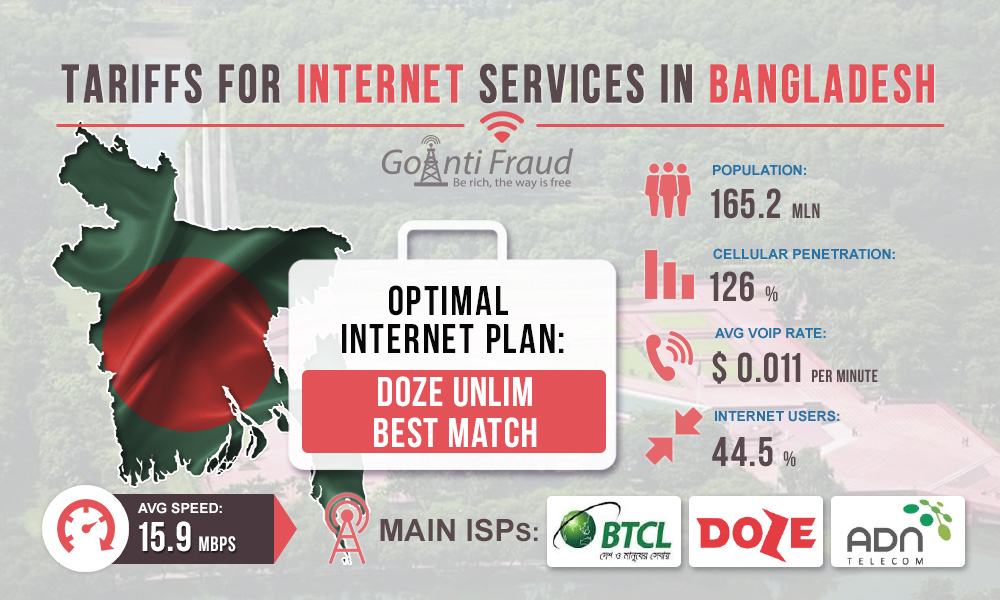 TARIFFS FOR INTERNET SERVICES IN BANGLADESH
GoAnti Fraud
Be rich, the way is free
OPTIMAL
INTERNET PLAN:
DOZE UNLIM
BEST MATCH
POPULATION:
165.2 MLN
CELLULAR PENETRATION:
126 %
AVG VOIP RATE:
$ 0.011 PER MINUTE
INTERNET USERS:
44.5 %
AVG SPEED:
15.9 MBPS
MAIN ISPs:
BTCL
দেশ ও মানুষের সেবায়
DOZE
ADN
TELECOM